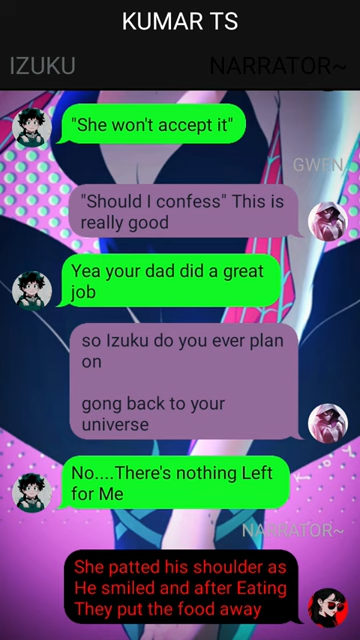 KUMAR TS
IZUKU
NARRATOR~
"She won't accept it"
GWEN
"Should I confess" This is
really good
Yea your dad did a great
job
so Izuku do you ever plan
on
gong back to your
universe
No....There's nothing Left
for Me
NARRATOR~
She patted his shoulder as
He smiled and after Eating
They put the food away